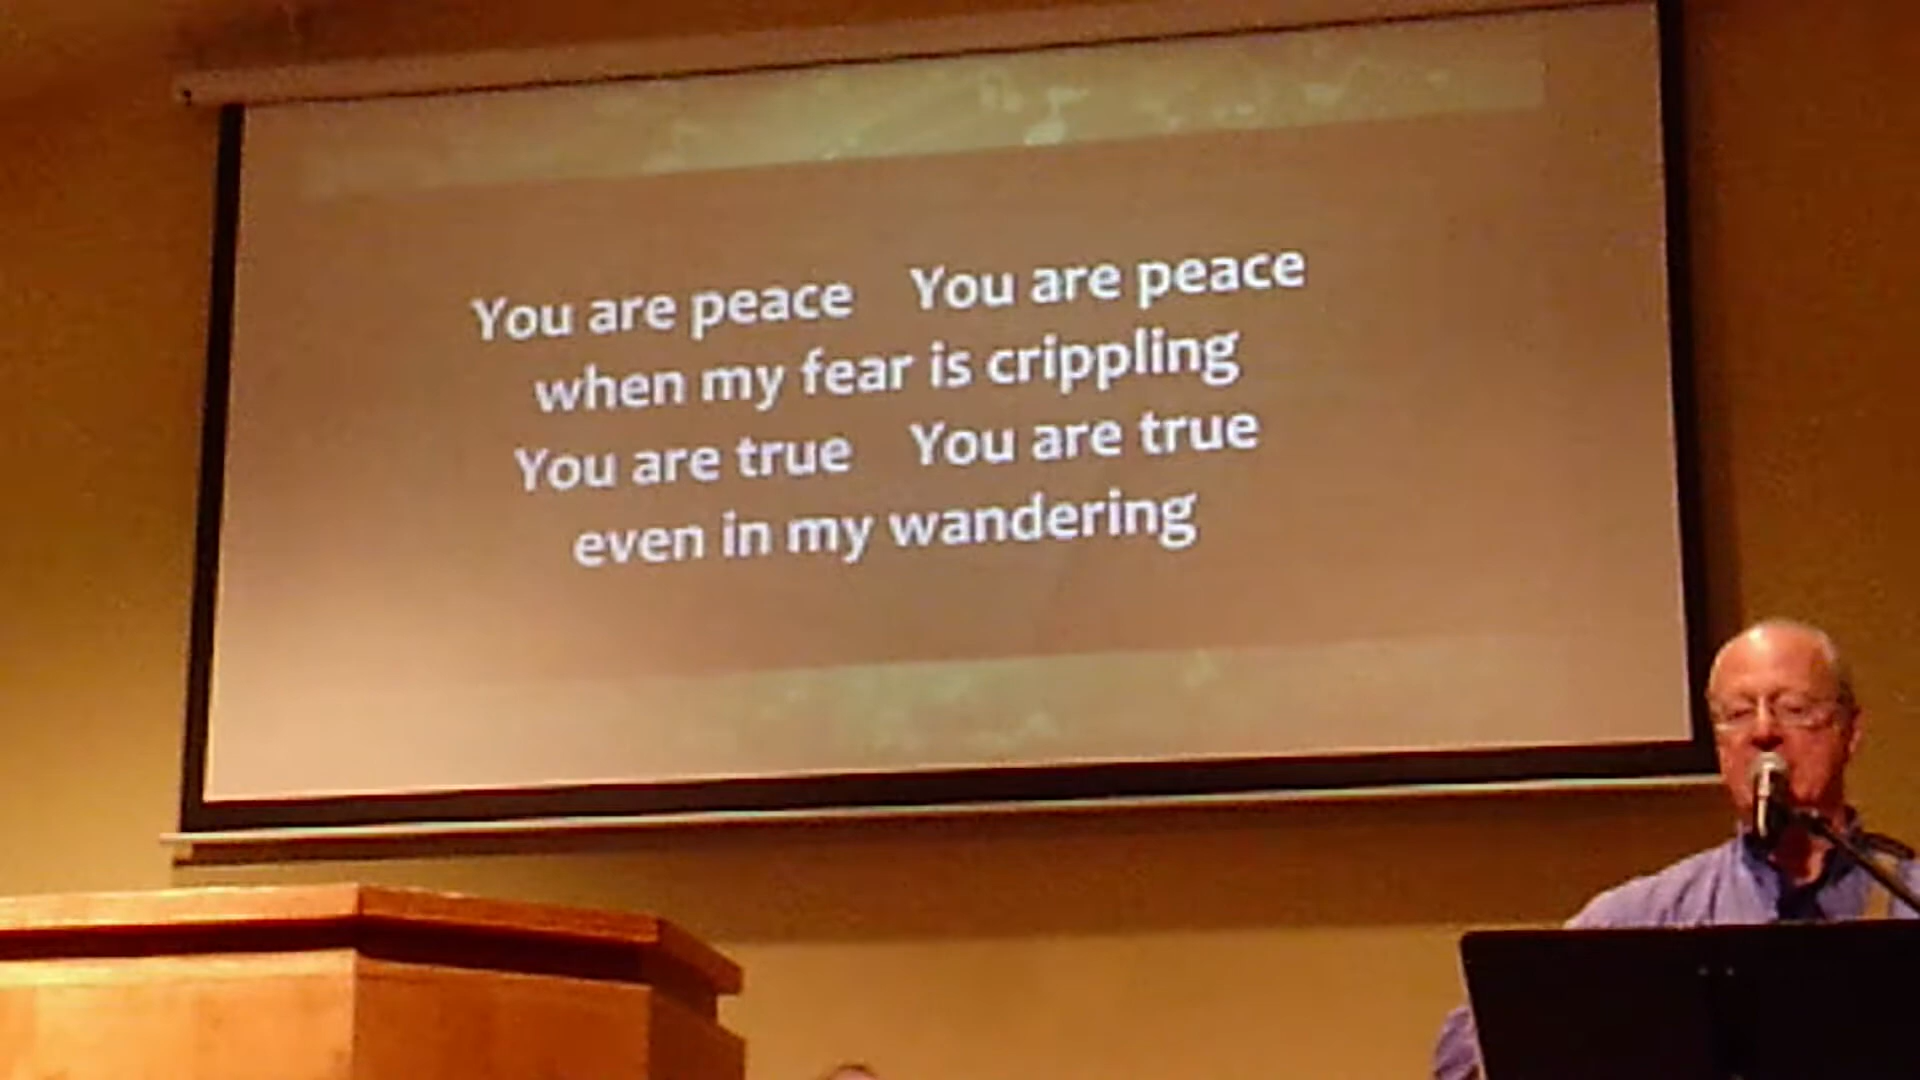 You are peace You are peace
when my fear is crippling
You are true You are true
even in my wandering